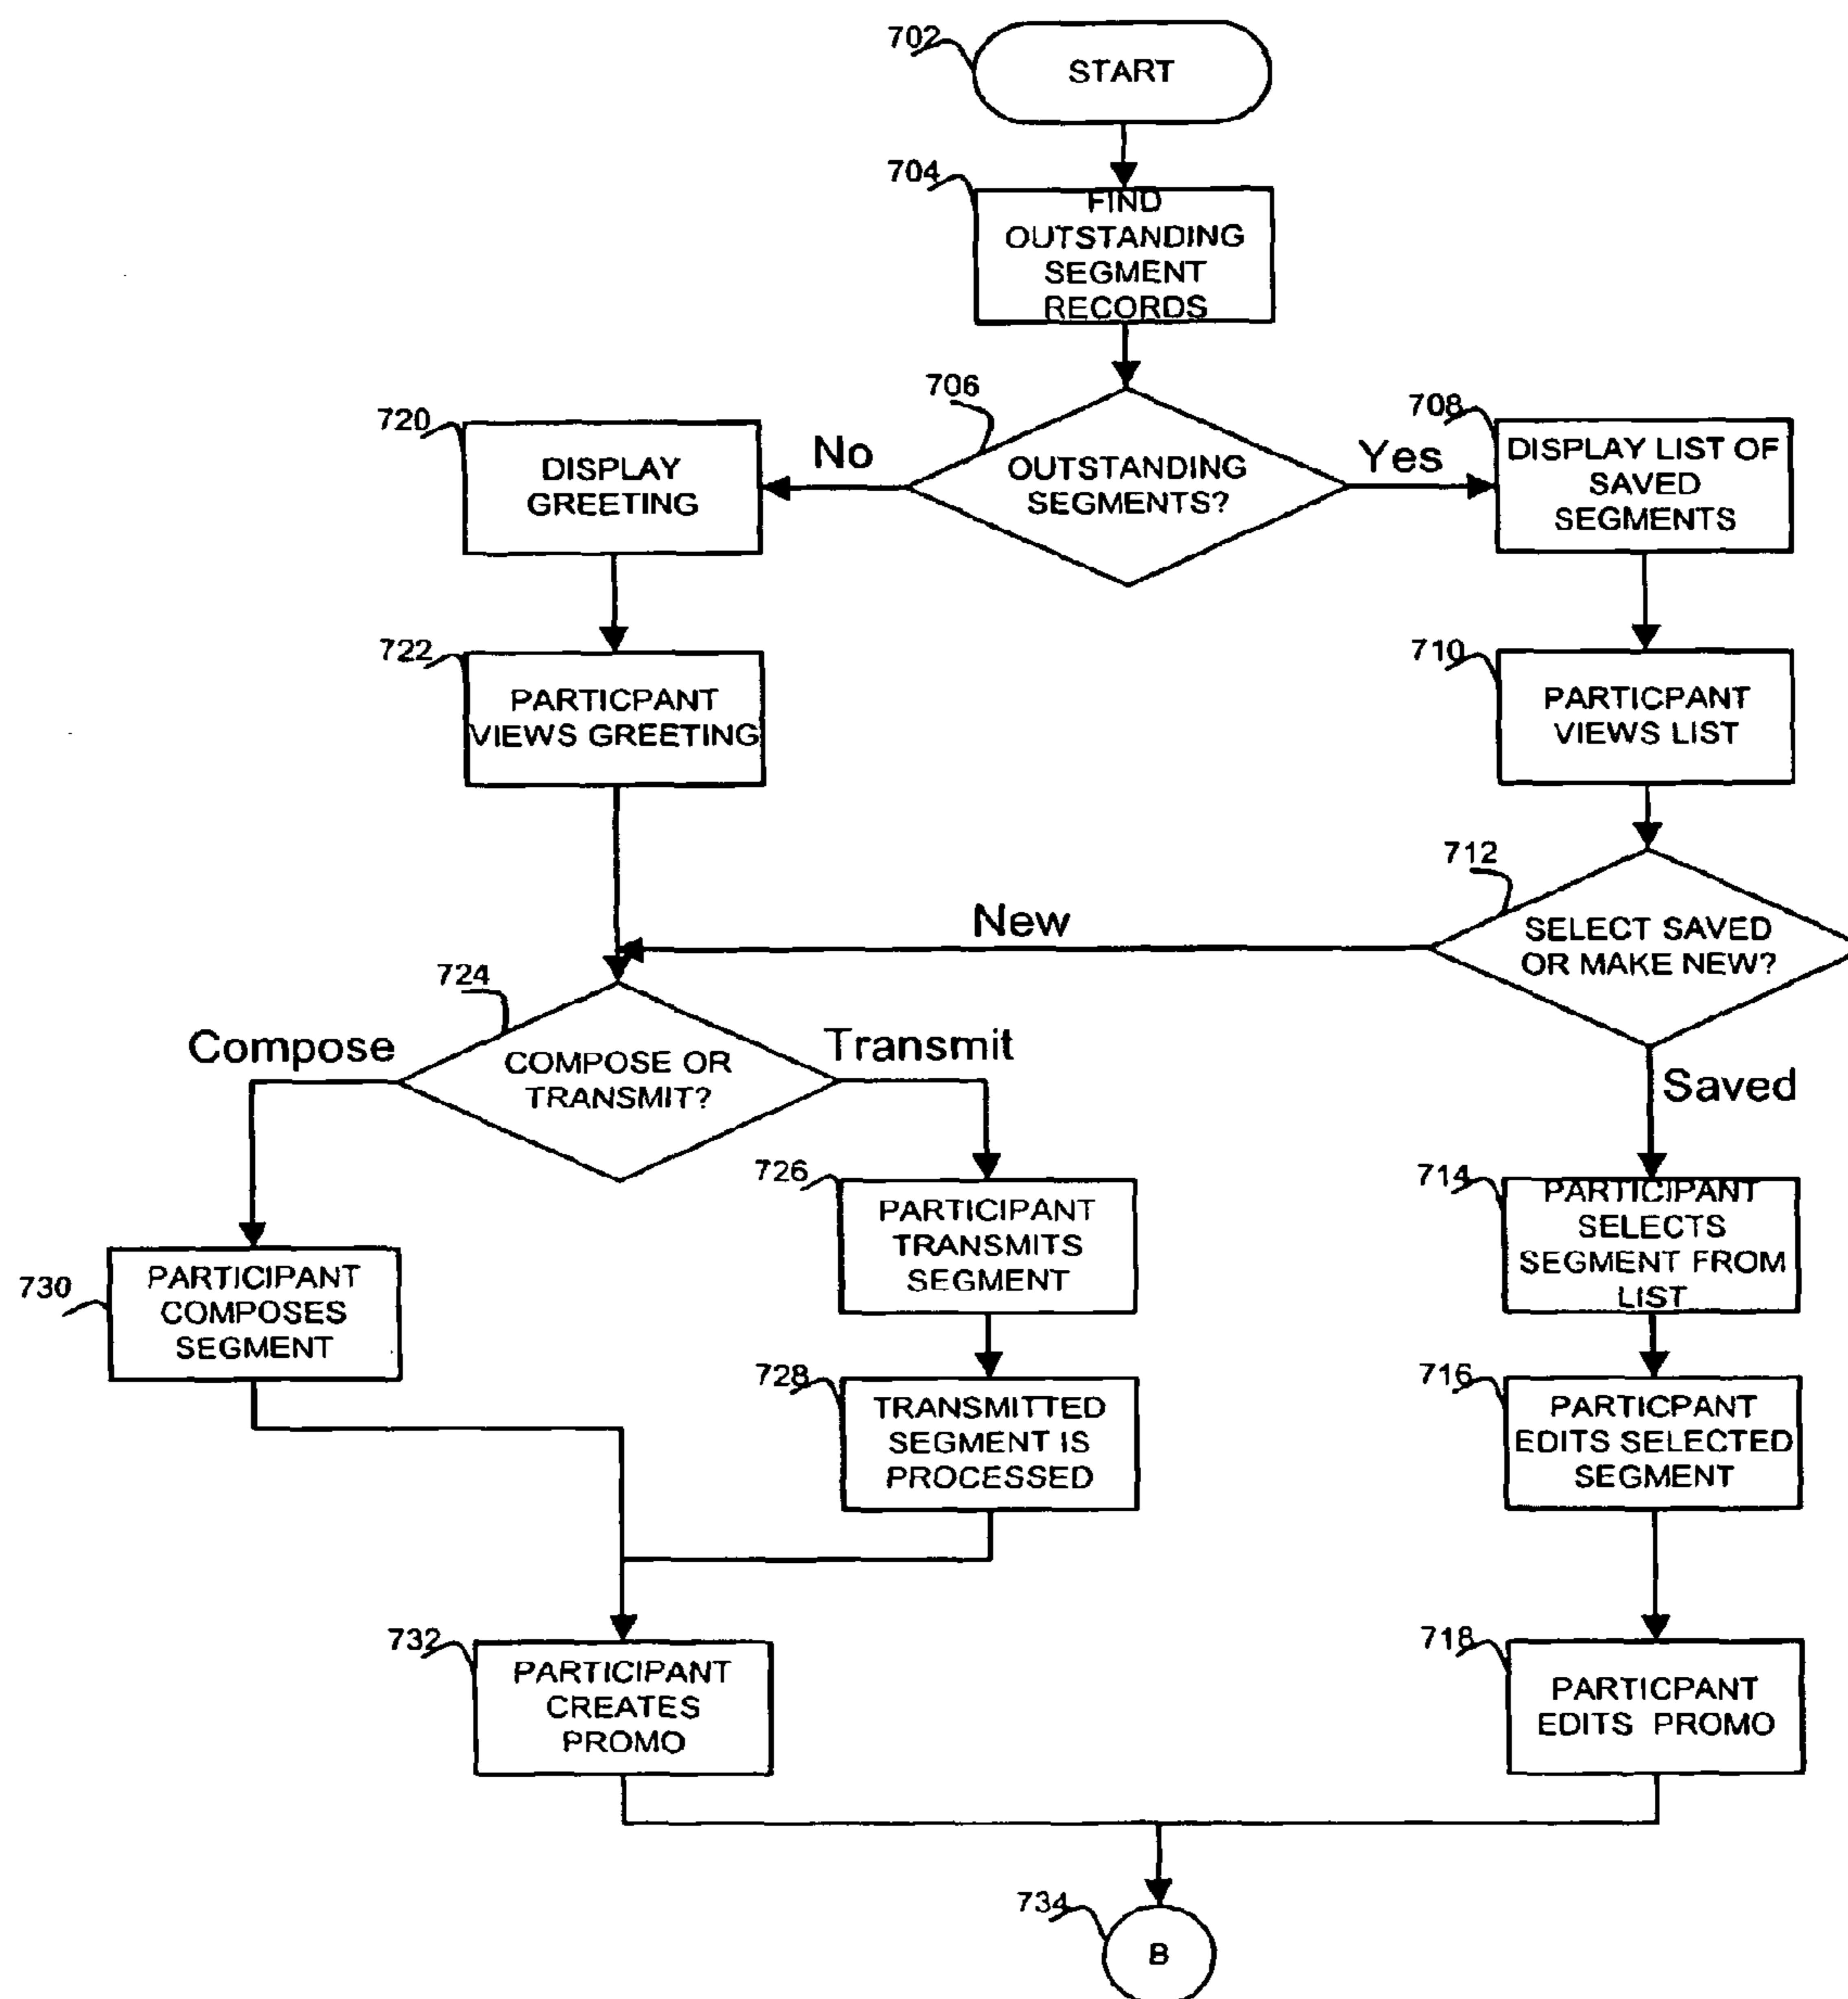 702
START
704
FIND
OUTSTANDING
SEGMENT
RECORDS
706
OUTSTANDING
SEGMENTS?
No
Yes
720
DISPLAY
GREETING
708
DISPLAY LIST OF
SAVED
SEGMENTS
722
PARTICPANT
VIEWS GREETING
710
PARTICPANT
VIEWS LIST
712
SELECT SAVED
OR MAKE NEW?
New
Saved
724
COMPOSE OR
TRANSMIT?
Compose
Transmit
726
PARTICIPANT
TRANSMITS
SEGMENT
714
PARTICIPANT
SELECTS
SEGMENT FROM
LIST
730
PARTICIPANT
COMPOSES
SEGMENT
728
TRANSMITTED
SEGMENT IS
PROCESSED
716
PARTICPANT
EDITS SELECTED
SEGMENT
732
PARTICIPANT
CREATES
PROMO
718
PARTICPANT
EDITS PROMO
734
B